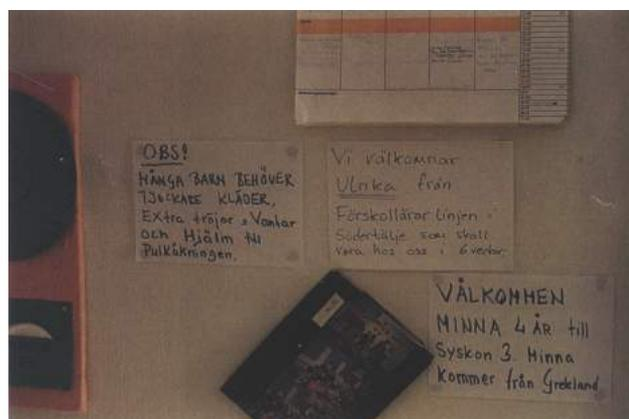 OBS!
MÅNGA BARN BEHÖVER
TJOCKARE KLÄDER,
EXtra tröjor, Vantar
och Hjälm till
Pulkåkningen.
Vi välkomnar
Ulrika från
Förskollärar linjen i
Södertälje som skall
vara hos oss i 6 veckor
VÄLKOMMEN
MINNA 4 ÅR till
Syskon 3. Minna
kommer från Grekland